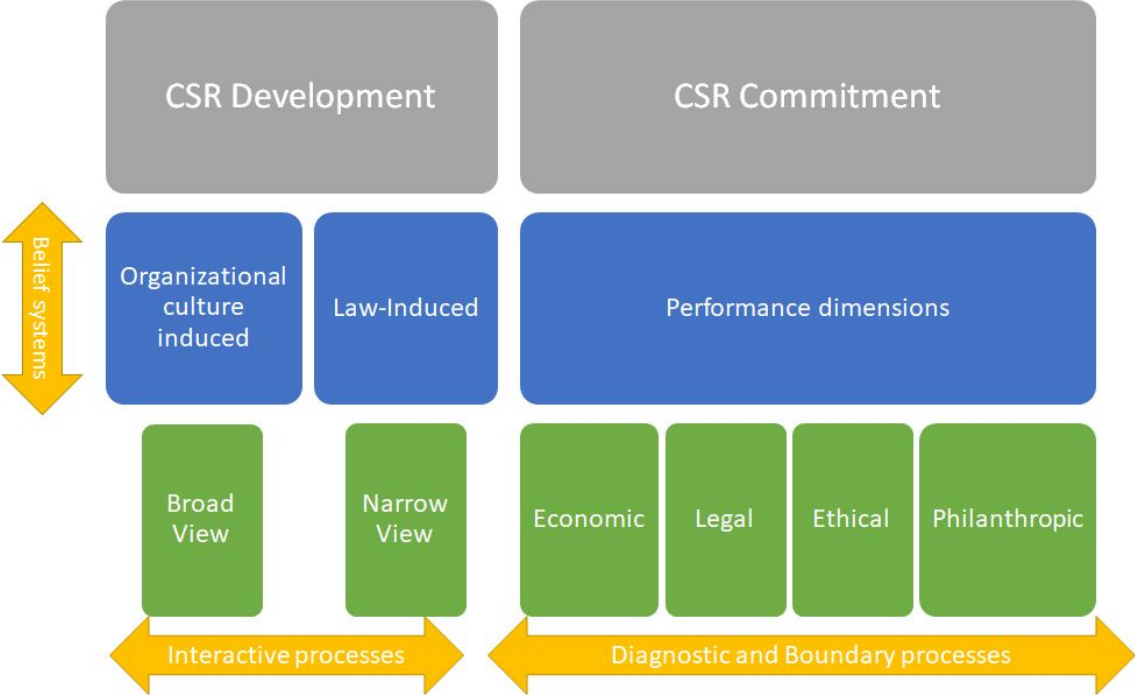 CSR Development
CSR Commitment
Belief systems
Organizational
culture
induced
Law-Induced
Performance dimensions
Broad
View
Narrow
View
Economic
Legal
Ethical
Philanthropic
Interactive processes
Diagnostic and Boundary processes